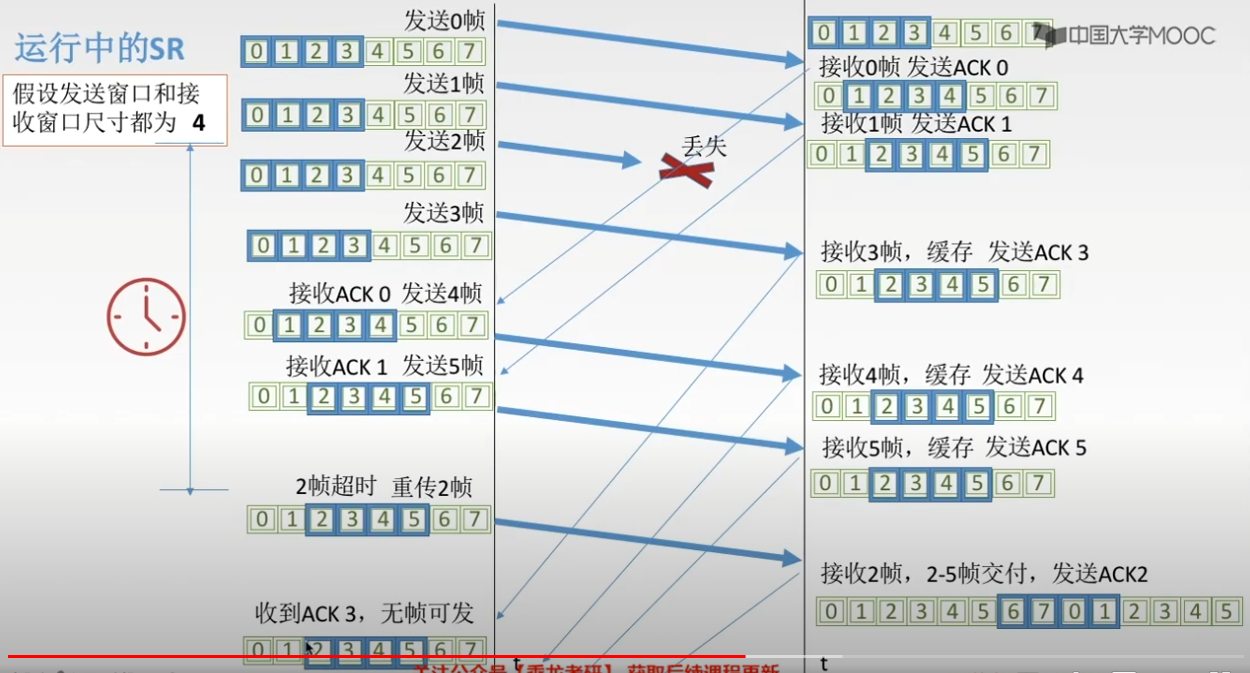 运行中的SR
假设发送窗口和接
收窗口尺寸都为 4
发送0帧
0 1 2 3 4 5 6 7
发送1帧
0 1 2 3 4 5 6 7
发送2帧
0 1 2 3 4 5 6 7
发送3帧
0 1 2 3 4 5 6 7
接收ACK 0 发送4帧
0 1 2 3 4 5 6 7
接收ACK 1 发送5帧
0 1 2 3 4 5 6 7
2帧超时 重传2帧
0 1 2 3 4 5 6 7
收到ACK 3，无帧可发
0 1 2 3 4 5 6 7
丢失
t
关注公众号【乘龙考研】 获取后续课程更新
0 1 2 3 4 5 6 7
中国大学MOOC
接收0帧 发送ACK 0
0 1 2 3 4 5 6 7
接收1帧 发送ACK 1
0 1 2 3 4 5 6 7
接收3帧，缓存 发送ACK 3
0 1 2 3 4 5 6 7
接收4帧，缓存 发送ACK 4
0 1 2 3 4 5 6 7
接收5帧，缓存 发送ACK 5
0 1 2 3 4 5 6 7
接收2帧，2-5帧交付，发送ACK2
0 1 2 3 4 5 6 7 0 1 2 3 4 5
t